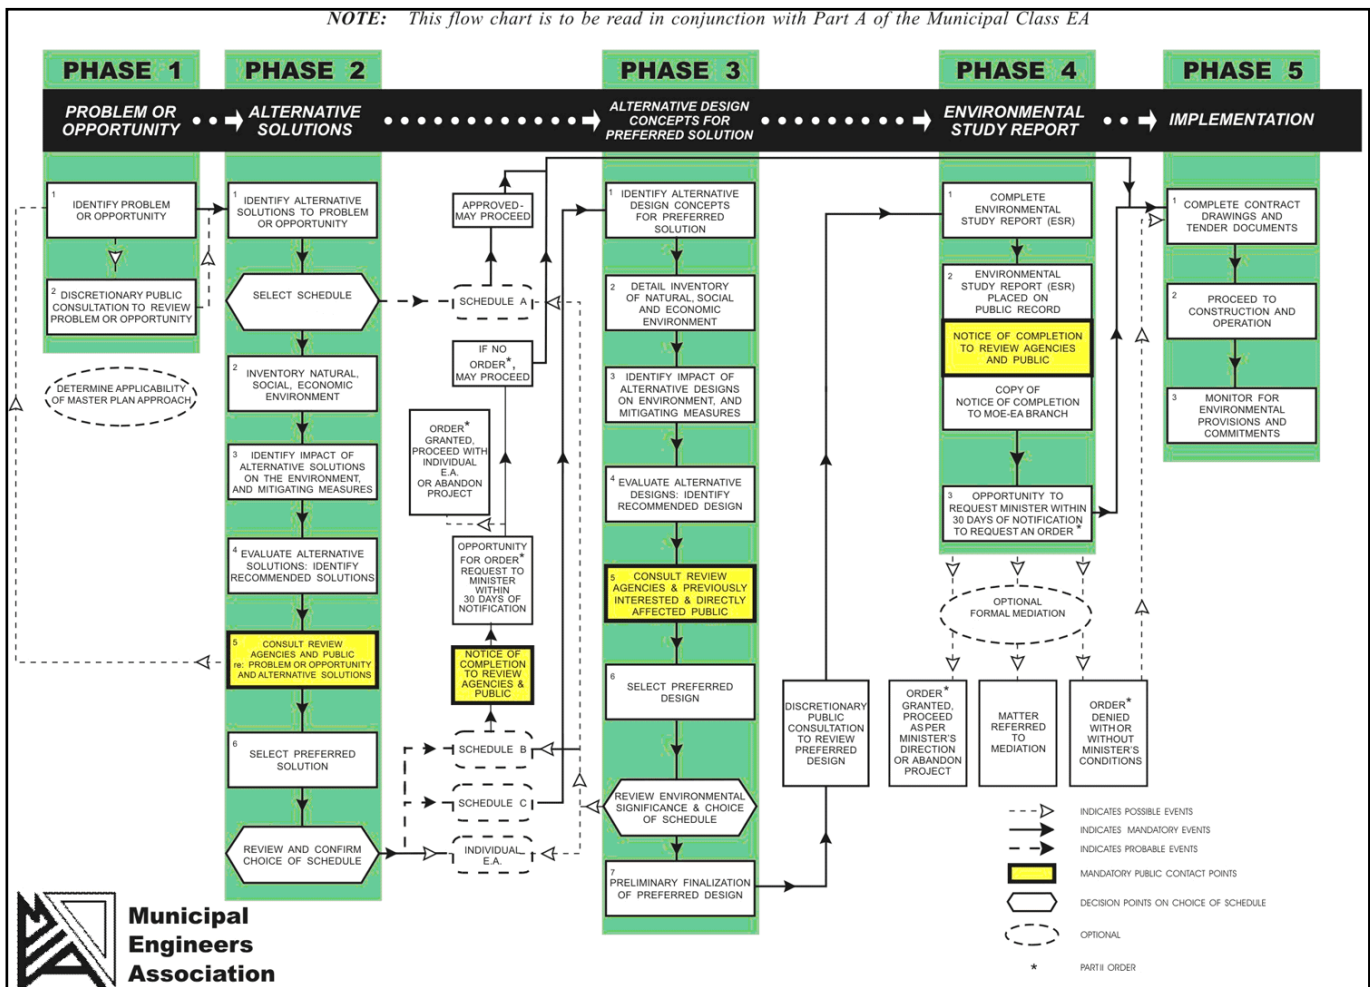 NOTE: This flow chart is to be read in conjunction with Part A of the Municipal Class EA
PHASE 1
PHASE 2
PHASE 3
PHASE 4
PHASE 5
PROBLEM OR
OPPORTUNITY
ALTERNATIVE
SOLUTIONS
ALTERNATIVE DESIGN
CONCEPTS FOR
PREFERRED SOLUTION
ENVIRONMENTAL
STUDY REPORT
IMPLEMENTATION
1
IDENTIFY PROBLEM
OR OPPORTUNITY
2
DISCRETIONARY PUBLIC
CONSULTATION TO REVIEW
PROBLEM OR OPPORTUNITY
DETERMINE APPLICABILITY
OF MASTER PLAN APPROACH
1
IDENTIFY ALTERNATIVE
SOLUTIONS TO PROBLEM
OR OPPORTUNITY
SELECT SCHEDULE
2
INVENTORY NATURAL,
SOCIAL, ECONOMIC
ENVIRONMENT
3
IDENTIFY IMPACT OF
ALTERNATIVE SOLUTIONS
ON THE ENVIRONMENT,
AND MITIGATING MEASURES
4
EVALUATE ALTERNATIVE
SOLUTIONS: IDENTIFY
RECOMMENDED SOLUTIONS
5
CONSULT REVIEW
AGENCIES AND PUBLIC
re: PROBLEM OR OPPORTUNITY
AND ALTERNATIVE SOLUTIONS
6
SELECT PREFERRED
SOLUTION
REVIEW AND CONFIRM
CHOICE OF SCHEDULE
APPROVED-
MAY PROCEED
SCHEDULE A
IF NO
ORDER*,
MAY PROCEED
ORDER*
GRANTED,
PROCEED WITH
INDIVIDUAL
E.A.
OR ABANDON
PROJECT
OPPORTUNITY
FOR ORDER*
REQUEST TO
MINISTER
WITHIN
30 DAYS OF
NOTIFICATION
NOTICE OF
COMPLETION
TO REVIEW
AGENCIES &
PUBLIC
SCHEDULE B
SCHEDULE C
INDIVIDUAL
E.A.
1
IDENTIFY ALTERNATIVE
DESIGN CONCEPTS
FOR PREFERRED
SOLUTION
2
DETAIL INVENTORY
OF NATURAL, SOCIAL
AND ECONOMIC
ENVIRONMENT
3
IDENTIFY IMPACT OF
ALTERNATIVE DESIGNS
ON ENVIRONMENT, AND
MITIGATING MEASURES
4
EVALUATE ALTERNATIVE
DESIGNS: IDENTIFY
RECOMMENDED DESIGN
5
CONSULT REVIEW
AGENCIES & PREVIOUSLY
INTERESTED & DIRECTLY
AFFECTED PUBLIC
6
SELECT PREFERRED
DESIGN
REVIEW ENVIRONMENTAL
SIGNIFICANCE & CHOICE
OF SCHEDULE
7
PRELIMINARY FINALIZATION
OF PREFERRED DESIGN
DISCRETIONARY
PUBLIC
CONSULTATION
TO REVIEW
PREFERRED
DESIGN
1
COMPLETE
ENVIRONMENTAL
STUDY REPORT (ESR)
2
ENVIRONMENTAL
STUDY REPORT (ESR)
PLACED ON
PUBLIC RECORD
NOTICE OF COMPLETION
TO REVIEW AGENCIES
AND PUBLIC
COPY OF
NOTICE OF COMPLETION
TO MOE-EA BRANCH
3
OPPORTUNITY TO
REQUEST MINISTER WITHIN
30 DAYS OF NOTIFICATION
TO REQUEST AN ORDER *
OPTIONAL
FORMAL MEDIATION
ORDER*
GRANTED,
PROCEED
AS PER
MINISTER'S
DIRECTION
OR ABANDON
PROJECT
MATTER
REFERRED
TO
MEDIATION
ORDER*
DENIED
WITH OR
WITHOUT
MINISTER'S
CONDITIONS
1
COMPLETE CONTRACT
DRAWINGS AND
TENDER DOCUMENTS
2
PROCEED TO
CONSTRUCTION AND
OPERATION
3
MONITOR FOR
ENVIRONMENTAL
PROVISIONS AND
COMMITMENTS
INDICATES POSSIBLE EVENTS
INDICATES MANDATORY EVENTS
INDICATES PROBABLE EVENTS
MANDATORY PUBLIC CONTACT POINTS
DECISION POINTS ON CHOICE OF SCHEDULE
OPTIONAL
* PART II ORDER
MEA
Municipal
Engineers
Association